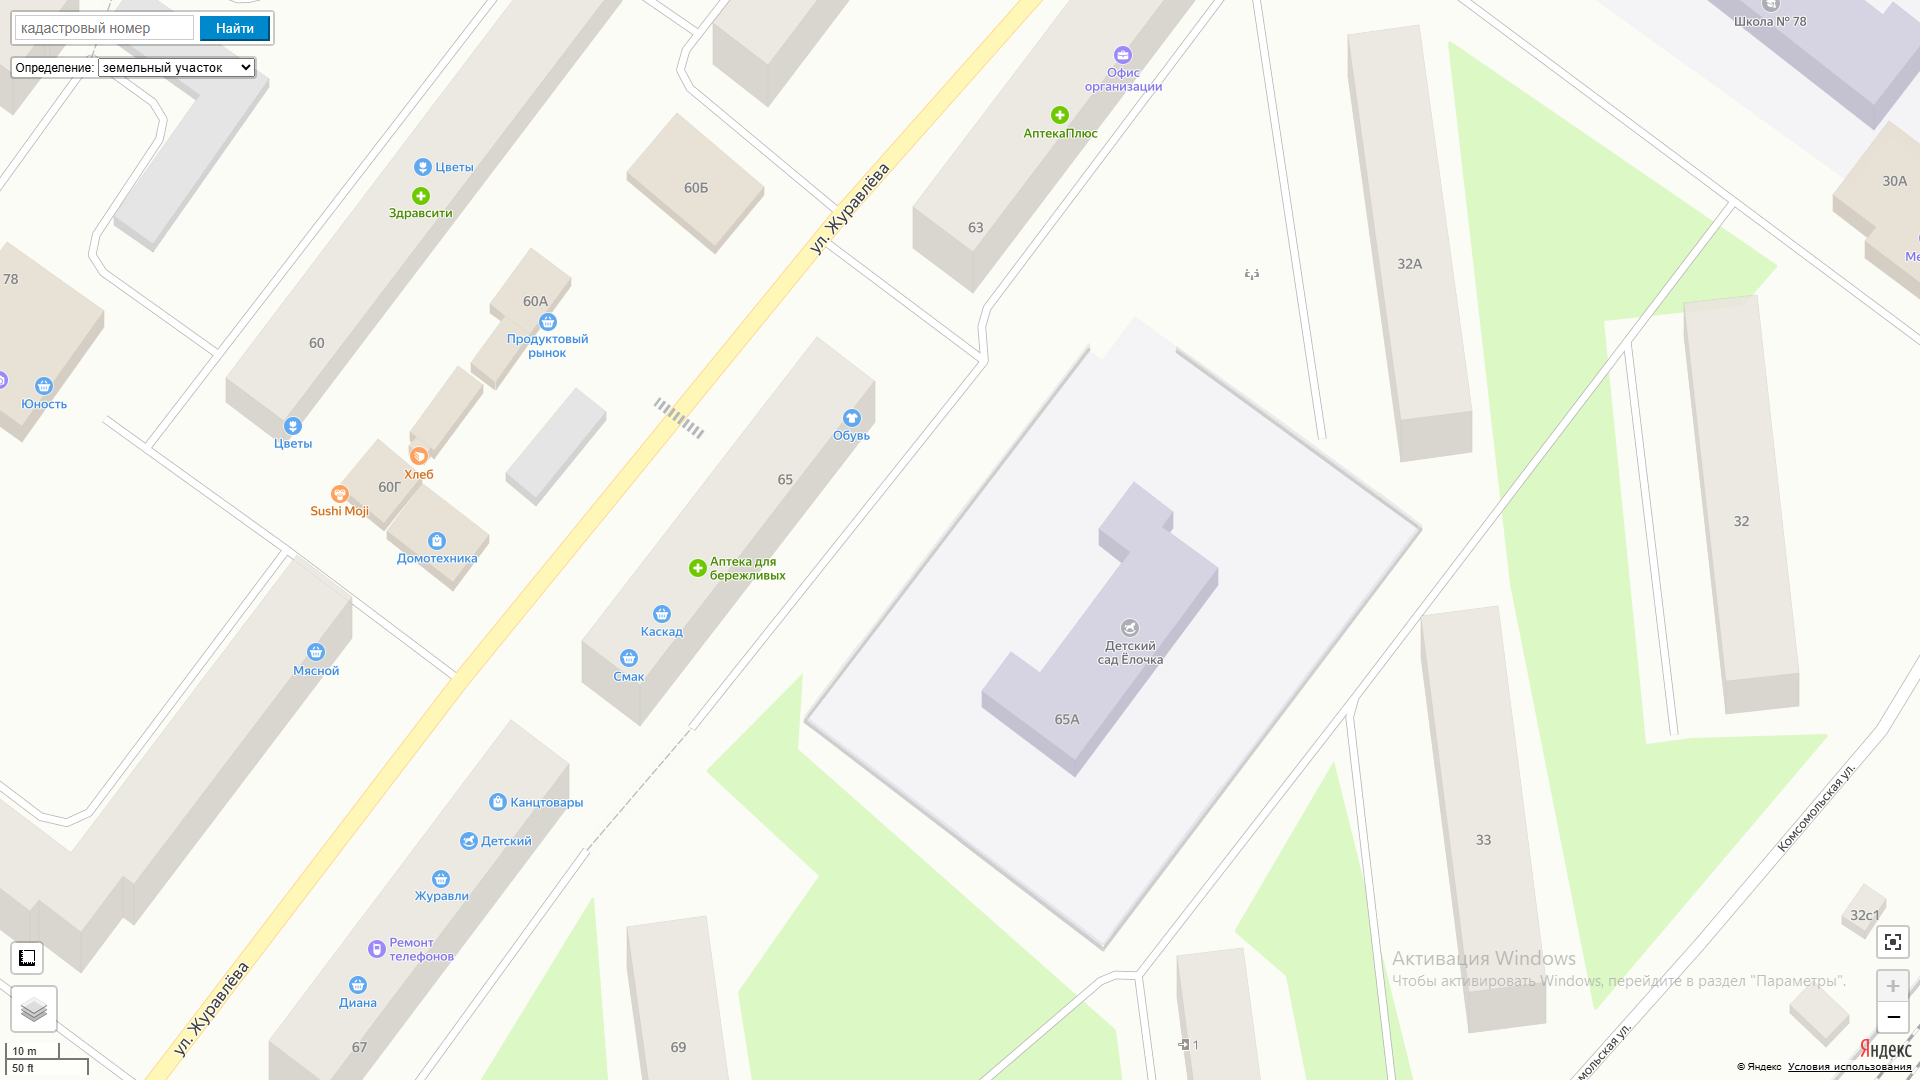 кадастровый номер
Найти
Определение:
земельный участок
Школа № 78
Офис
организации
АптекаПлюс
Цветы
Здравсити
60Б
ул. Журавлёва
63
30А
32А
78
60А
Продуктовый
рынок
60
Юность
Цветы
Обувь
65
Хлеб
60Г
Sushi Moji
Домотехника
32
Аптека для
бережливых
Каскад
Смак
Мясной
Детский
сад Ёлочка
65А
Канцтовары
Детский
Журавли
33
Комсомольская ул.
32с1
Ремонт
телефонов
Диана
ул. Журавлёва
67
69
1
Активация Windows
Чтобы активировать Windows, перейдите в раздел "Параметры".
10 m
50 ft
Яндекс
© Яндекс Условия использования